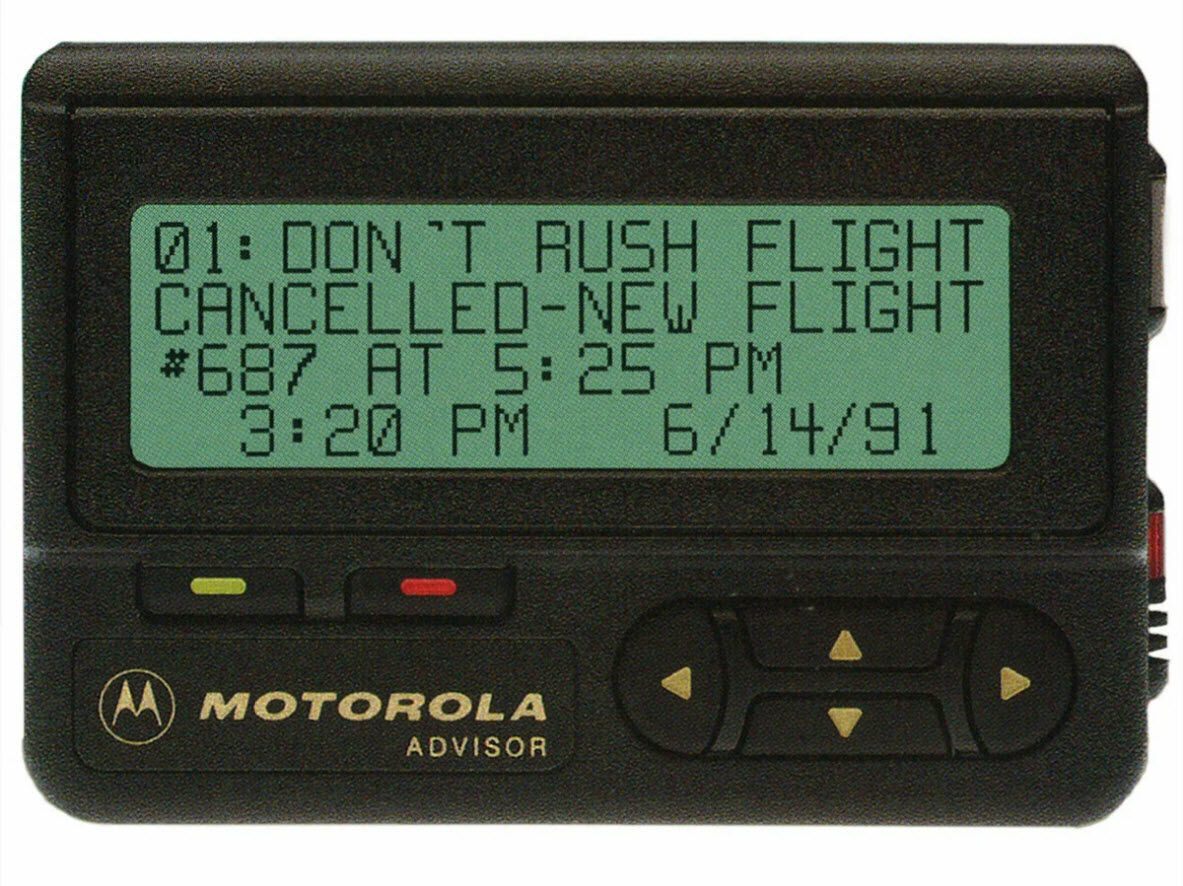 01: DON'T RUSH FLIGHT
CANCELLED-NEW FLIGHT
#687 AT 5:25 PM
3:20 PM 6/14/91
MOTOROLA
ADVISOR